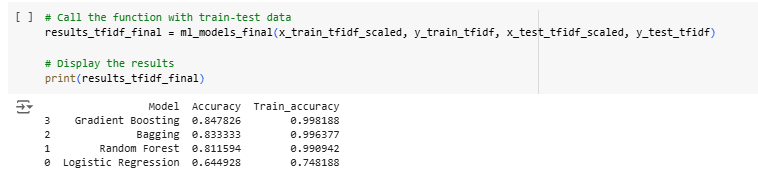 [ ] # Call the function with train-test data
results_tfidf_final = ml_models_final(x_train_tfidf_scaled, y_train_tfidf, x_test_tfidf_scaled, y_test_tfidf)
# Display the results
print(results_tfidf_final)
Model Accuracy Train_accuracy
3 Gradient Boosting 0.847826 0.998188
2 Bagging 0.833333 0.996377
1 Random Forest 0.811594 0.990942
0 Logistic Regression 0.644928 0.748188